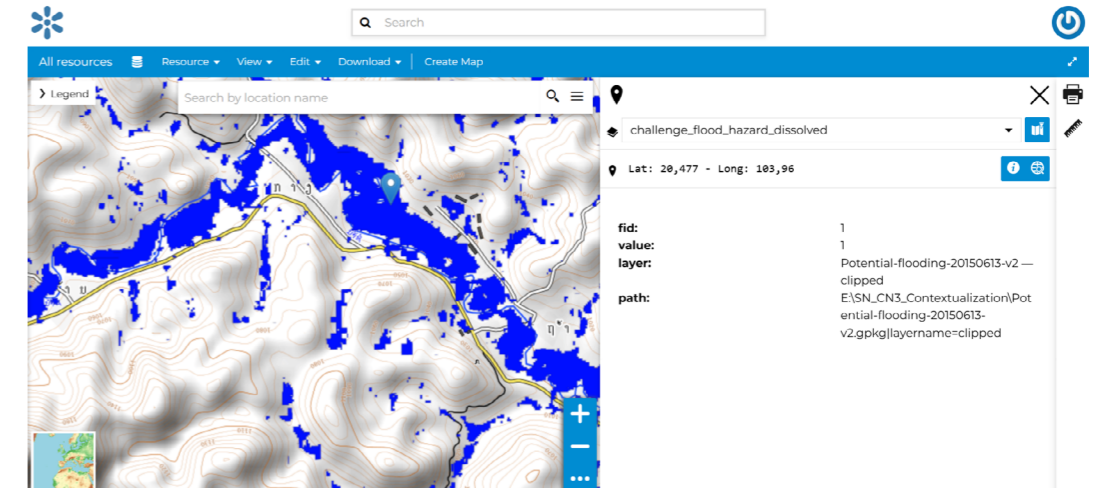 Search
All resources Resource View Edit Download Create Map
Legend
Search by location name
challenge_flood_hazard_dissolved
Lat: 20,477 - Long: 103,96
fid: 1
value: 1
layer: Potential-flooding-20150613-v2 —
clipped
path: E:\SN_CN3_Contextualization\Pot
ential-flooding-20150613-
v2.gpkg|layername=clipped